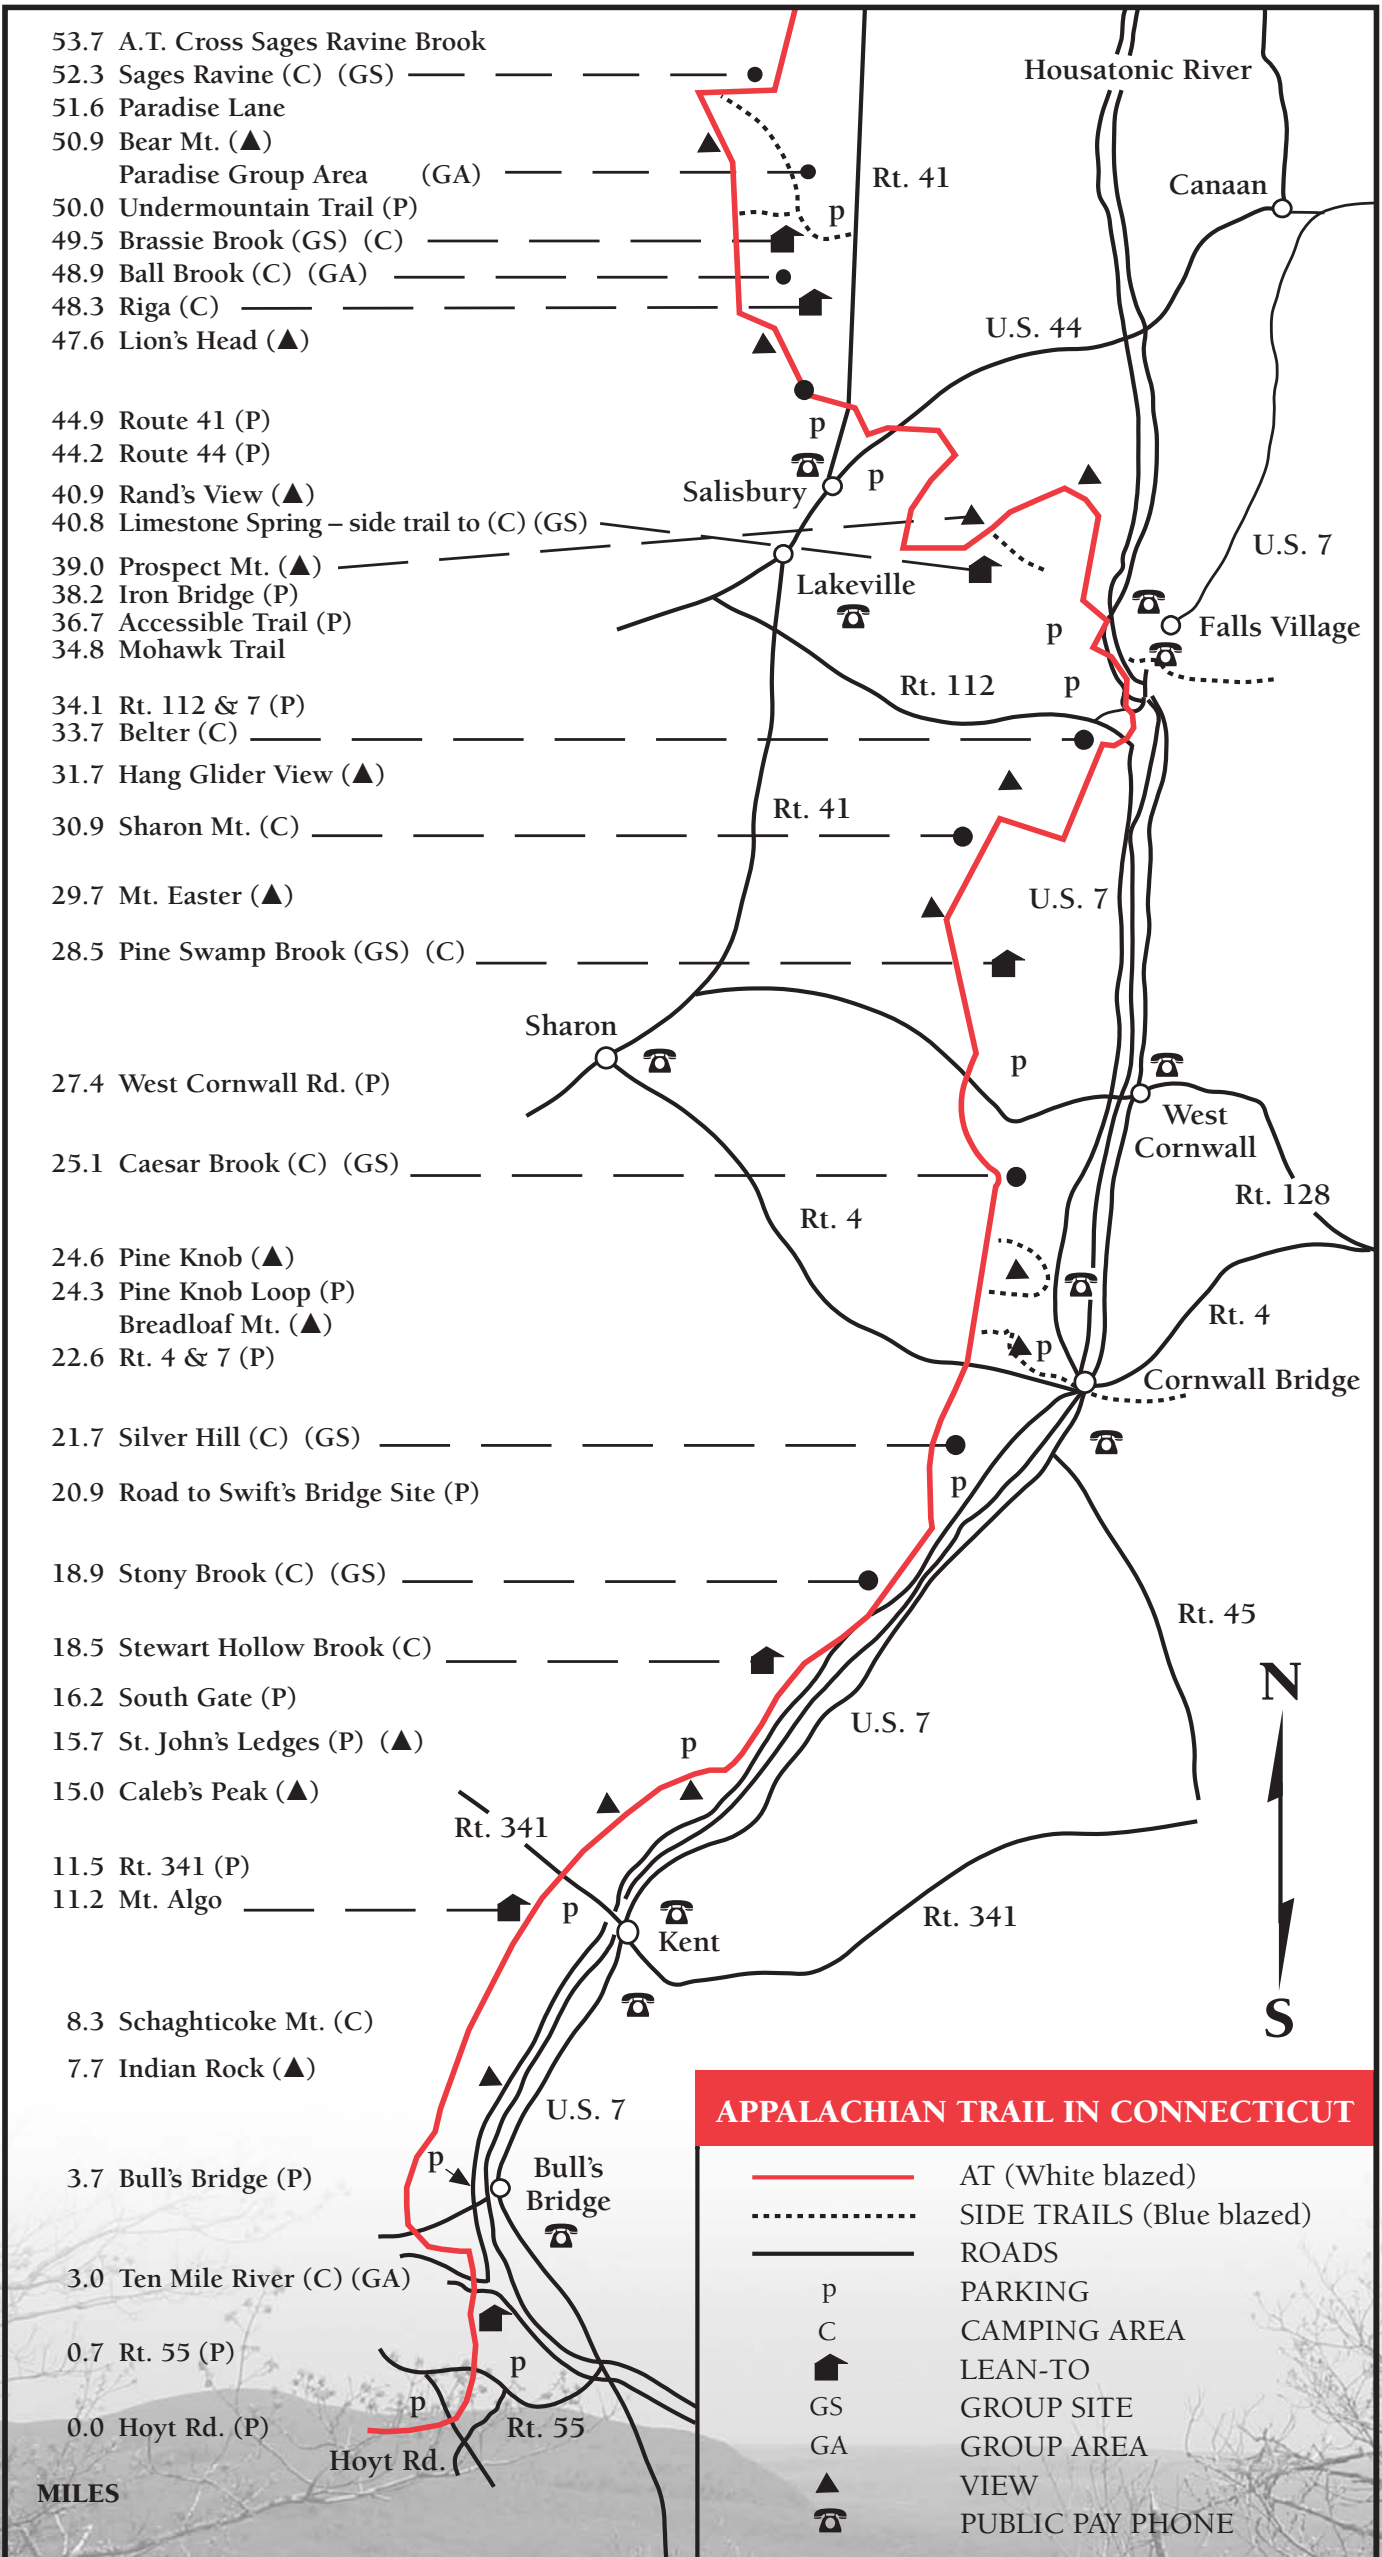 53.7 A.T. Cross Sages Ravine Brook
52.3 Sages Ravine (C) (GS)
51.6 Paradise Lane
50.9 Bear Mt. (▲)
Paradise Group Area (GA)
50.0 Undermountain Trail (P)
49.5 Brassie Brook (GS) (C)
48.9 Ball Brook (C) (GA)
48.3 Riga (C)
47.6 Lion's Head (▲)
44.9 Route 41 (P)
44.2 Route 44 (P)
40.9 Rand's View (▲)
40.8 Limestone Spring – side trail to (C) (GS)
39.0 Prospect Mt. (▲)
38.2 Iron Bridge (P)
36.7 Accessible Trail (P)
34.8 Mohawk Trail
34.1 Rt. 112 & 7 (P)
33.7 Belter (C)
31.7 Hang Glider View (▲)
30.9 Sharon Mt. (C)
29.7 Mt. Easter (▲)
28.5 Pine Swamp Brook (GS) (C)
27.4 West Cornwall Rd. (P)
25.1 Caesar Brook (C) (GS)
24.6 Pine Knob (▲)
24.3 Pine Knob Loop (P)
Breadloaf Mt. (▲)
22.6 Rt. 4 & 7 (P)
21.7 Silver Hill (C) (GS)
20.9 Road to Swift's Bridge Site (P)
18.9 Stony Brook (C) (GS)
18.5 Stewart Hollow Brook (C)
16.2 South Gate (P)
15.7 St. John's Ledges (P) (▲)
15.0 Caleb's Peak (▲)
11.5 Rt. 341 (P)
11.2 Mt. Algo
8.3 Schaghticoke Mt. (C)
7.7 Indian Rock (▲)
3.7 Bull's Bridge (P)
3.0 Ten Mile River (C) (GA)
0.7 Rt. 55 (P)
0.0 Hoyt Rd. (P)
MILES
Housatonic River
Rt. 41
Canaan
p
U.S. 44
p
Salisbury
p
U.S. 7
Lakeville
p
Falls Village
Rt. 112
p
Rt. 41
U.S. 7
Sharon
p
West
Cornwall
Rt. 128
Rt. 4
Rt. 4
p
Cornwall Bridge
p
Rt. 45
N
U.S. 7
p
Rt. 341
p
Rt. 341
Kent
S
U.S. 7
p
Bull's
Bridge
p
p
Rt. 55
Hoyt Rd.
APPALACHIAN TRAIL IN CONNECTICUT
AT (White blazed)
SIDE TRAILS (Blue blazed)
ROADS
p PARKING
C CAMPING AREA
LEAN-TO
GS GROUP SITE
GA GROUP AREA
▲ VIEW
PUBLIC PAY PHONE